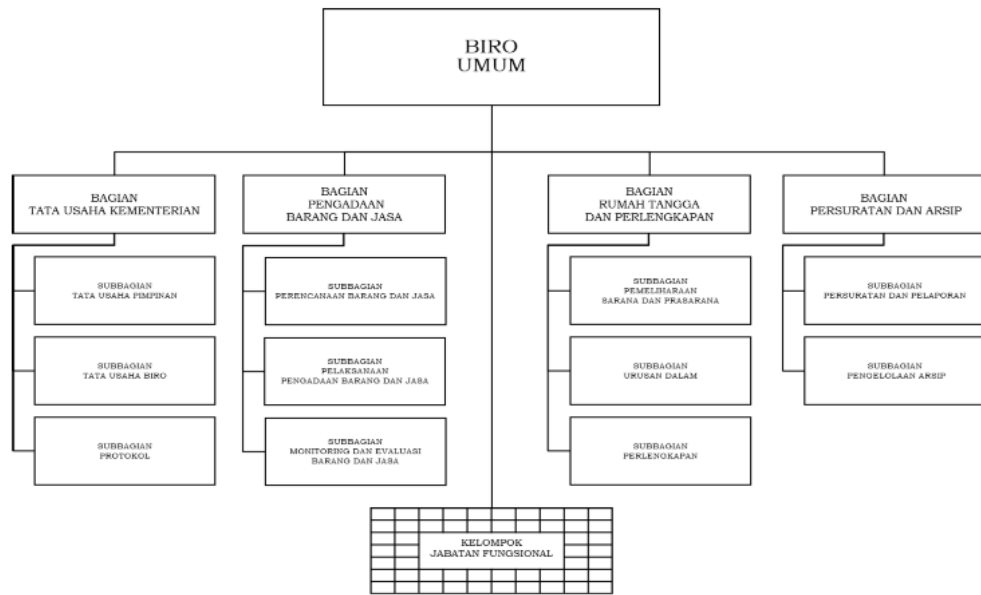 BIRO
UMUM
BAGIAN
TATA USAHA KEMENTERIAN
BAGIAN
PENGADAAN
BARANG DAN JASA
BAGIAN
RUMAH TANGGA
DAN PERLENGKAPAN
BAGIAN
PERSURATAN DAN ARSIP
SUBBAGIAN
TATA USAHA PIMPINAN
SUBBAGIAN
PERENCANAAN BARANG DAN JASA
SUBBAGIAN
PEMELIHARAAN
SARANA DAN PRASARANA
SUBBAGIAN
PERSURATAN DAN PELAPORAN
SUBBAGIAN
TATA USAHA BIRO
SUBBAGIAN
PELAKSANAAN
PENGADAAN BARANG DAN JASA
SUBBAGIAN
URUSAN DALAM
SUBBAGIAN
PENGELOLAAN ARSIP
SUBBAGIAN
PROTOKOL
SUBBAGIAN
MONITORING DAN EVALUASI
BARANG DAN JASA
SUBBAGIAN
PERLENGKAPAN
KELOMPOK
JABATAN FUNGSIONAL